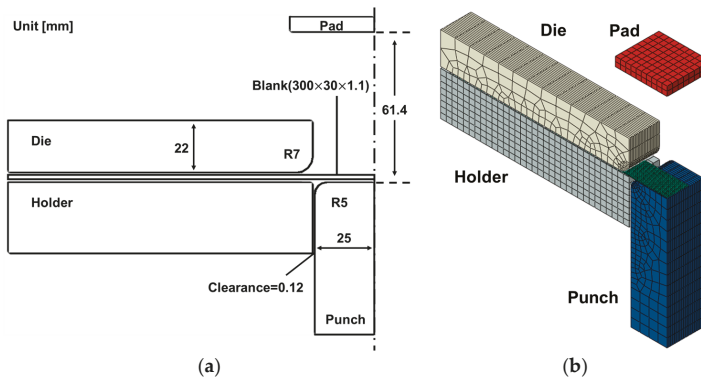 Unit [mm]
Pad
Blank(300×30×1.1)
61.4
Die
22
R7
Holder
R5
25
Clearance=0.12
Punch
(a)
(b)
Die
Pad
Holder
Punch